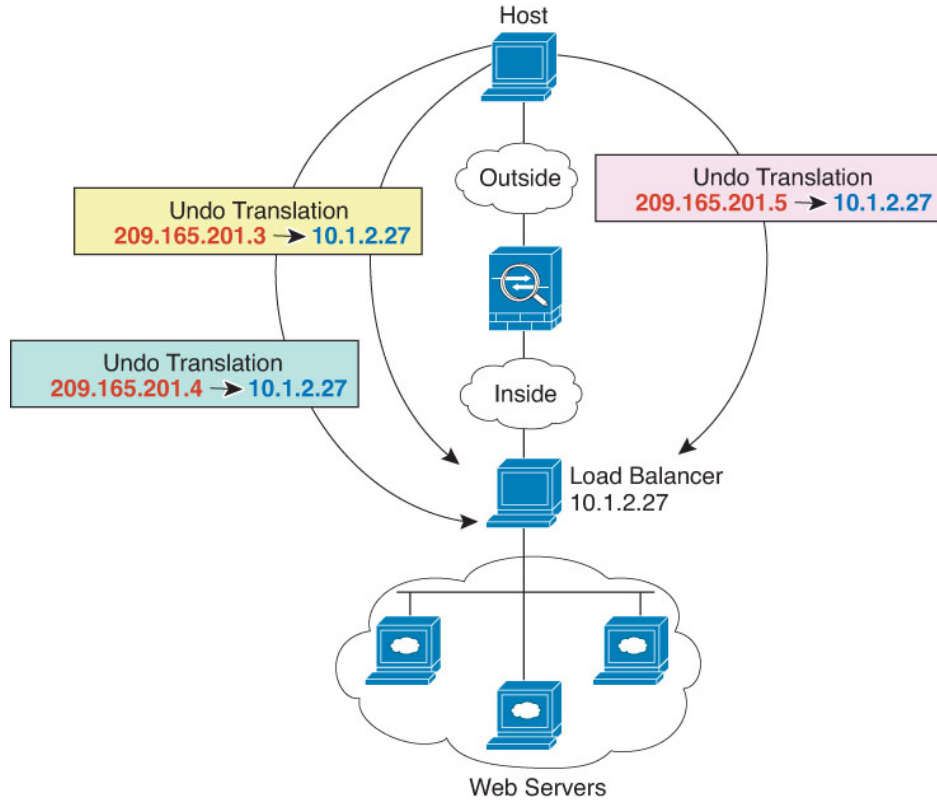 Host
Outside
Undo Translation
209.165.201.5 → 10.1.2.27
Undo Translation
209.165.201.3 → 10.1.2.27
Undo Translation
209.165.201.4 → 10.1.2.27
Inside
Load Balancer
10.1.2.27
Web Servers